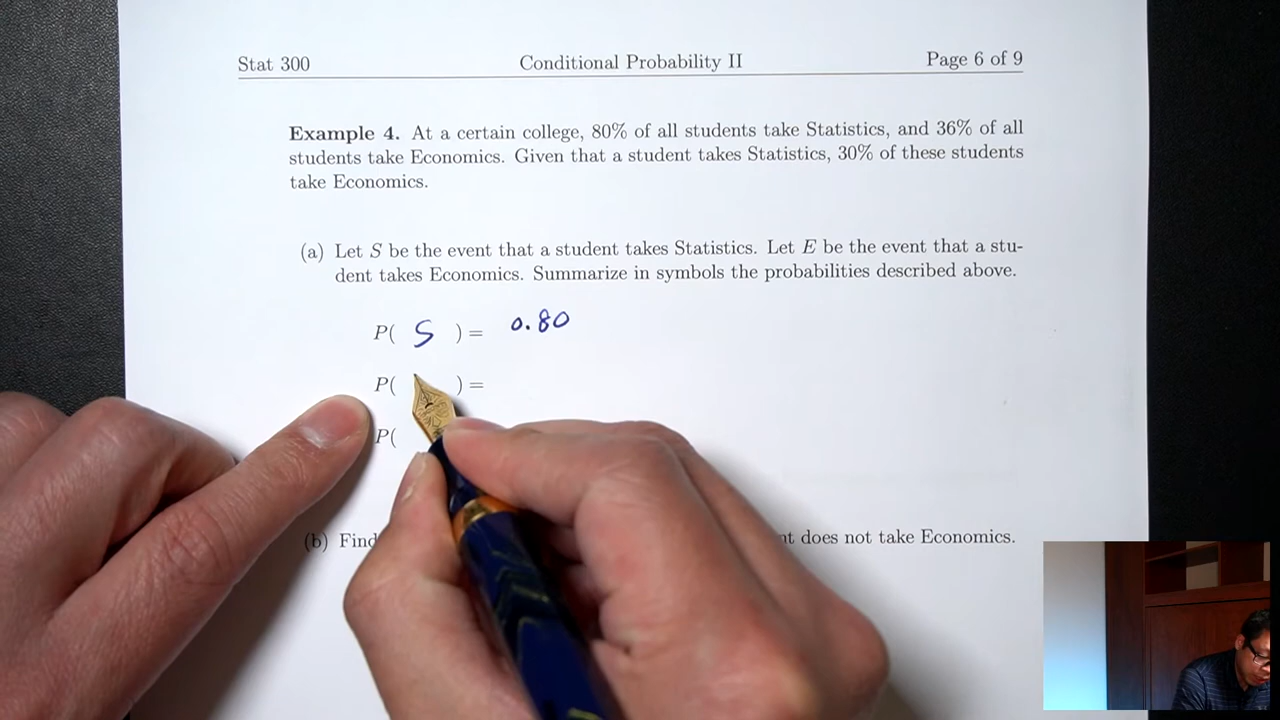 Stat 300 Conditional Probability II Page 6 of 9
Example 4. At a certain college, 80% of all students take Statistics, and 36% of all
students take Economics. Given that a student takes Statistics, 30% of these students
take Economics.
(a) Let S be the event that a student takes Statistics. Let E be the event that a stu-
dent takes Economics. Summarize in symbols the probabilities described above.
P( S ) = 0.80
P( ) =
P(
(b) Find does not take Economics.